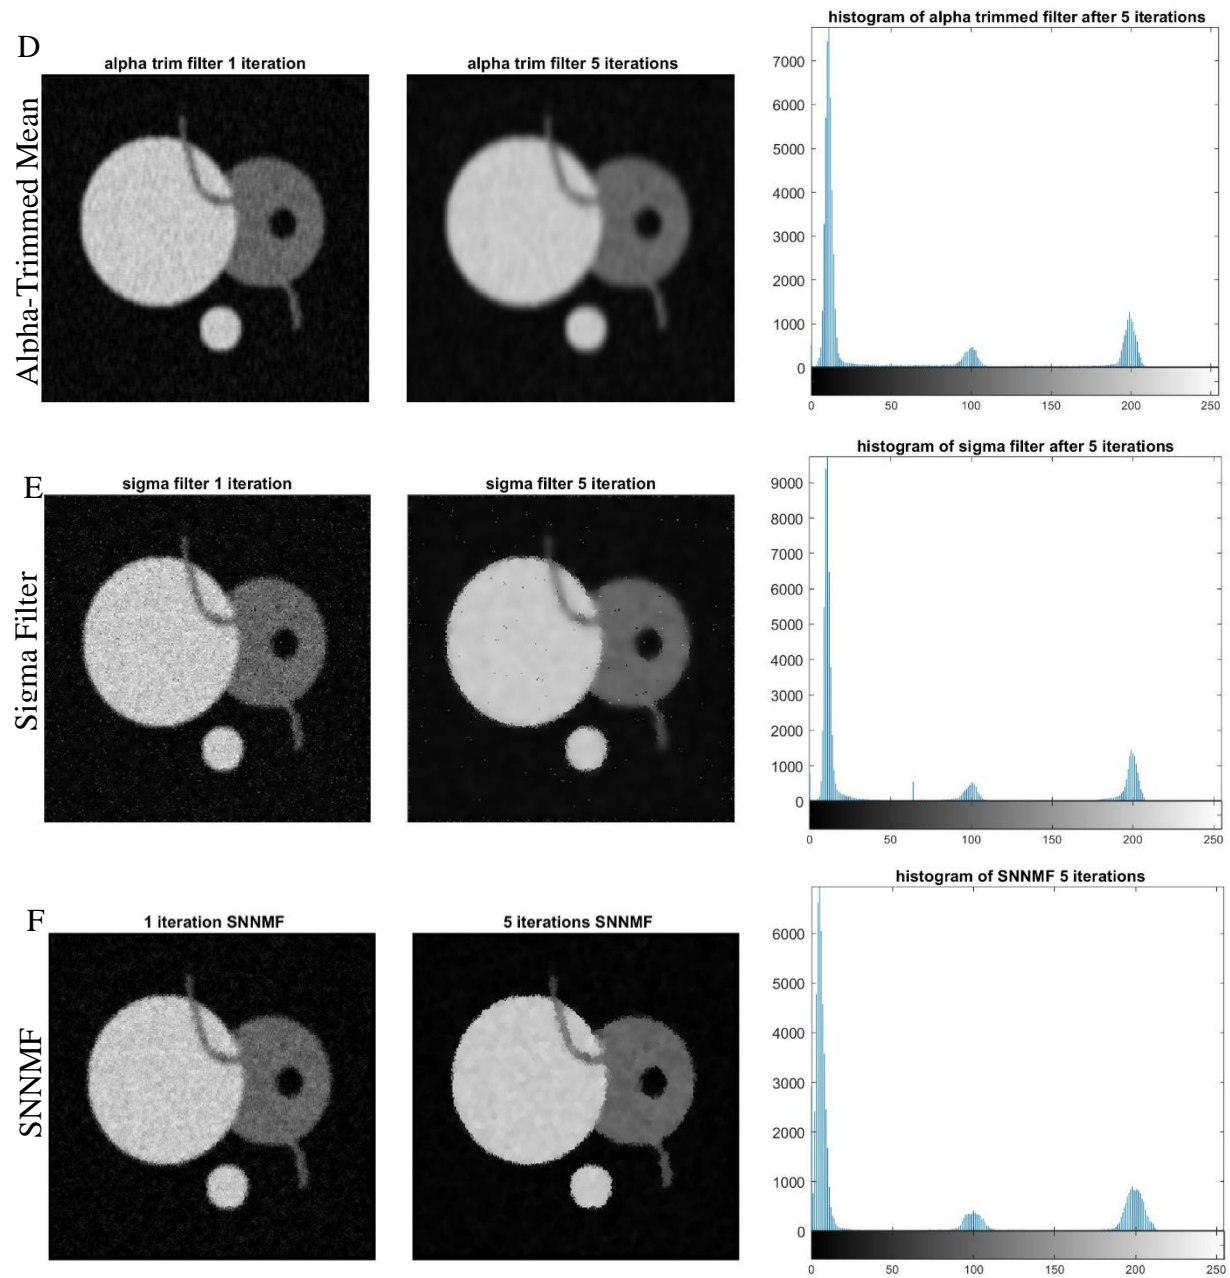 D
Alpha-Trimmed Mean
alpha trim filter 1 iteration
alpha trim filter 5 iterations
histogram of alpha trimmed filter after 5 iterations
7000
6000
5000
4000
3000
2000
1000
0
0 50 100 150 200 250
E
Sigma Filter
sigma filter 1 iteration
sigma filter 5 iteration
histogram of sigma filter after 5 iterations
9000
8000
7000
6000
5000
4000
3000
2000
1000
0
0 50 100 150 200 250
F
SNNMF
1 iteration SNNMF
5 iterations SNNMF
histogram of SNNMF 5 iterations
6000
5000
4000
3000
2000
1000
0
0 50 100 150 200 250